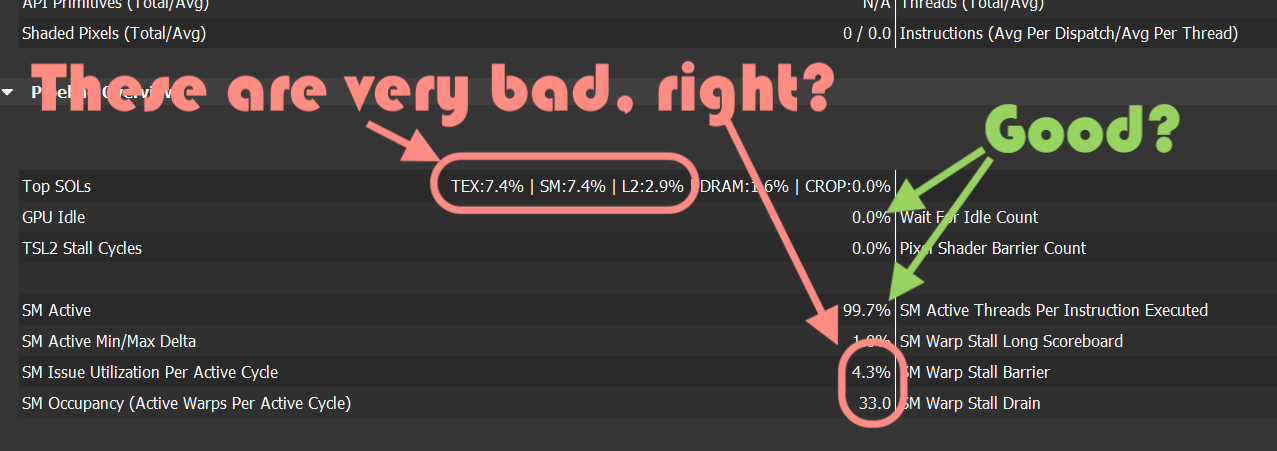 API Primitives (Total/Avg) N/A Threads (Total/Avg)
Shaded Pixels (Total/Avg) 0 / 0.0 Instructions (Avg Per Dispatch/Avg Per Thread)
These are very bad, right?
Pipeline Overview
Good?
Top SOLs TEX:7.4% | SM:7.4% | L2:2.9% | DRAM:1.6% | CROP:0.0%
GPU Idle 0.0% Wait For Idle Count
TSL2 Stall Cycles 0.0% Pixel Shader Barrier Count
SM Active 99.7% SM Active Threads Per Instruction Executed
SM Active Min/Max Delta SM Warp Stall Long Scoreboard
SM Issue Utilization Per Active Cycle 4.3% SM Warp Stall Barrier
SM Occupancy (Active Warps Per Active Cycle) 33.0 SM Warp Stall Drain